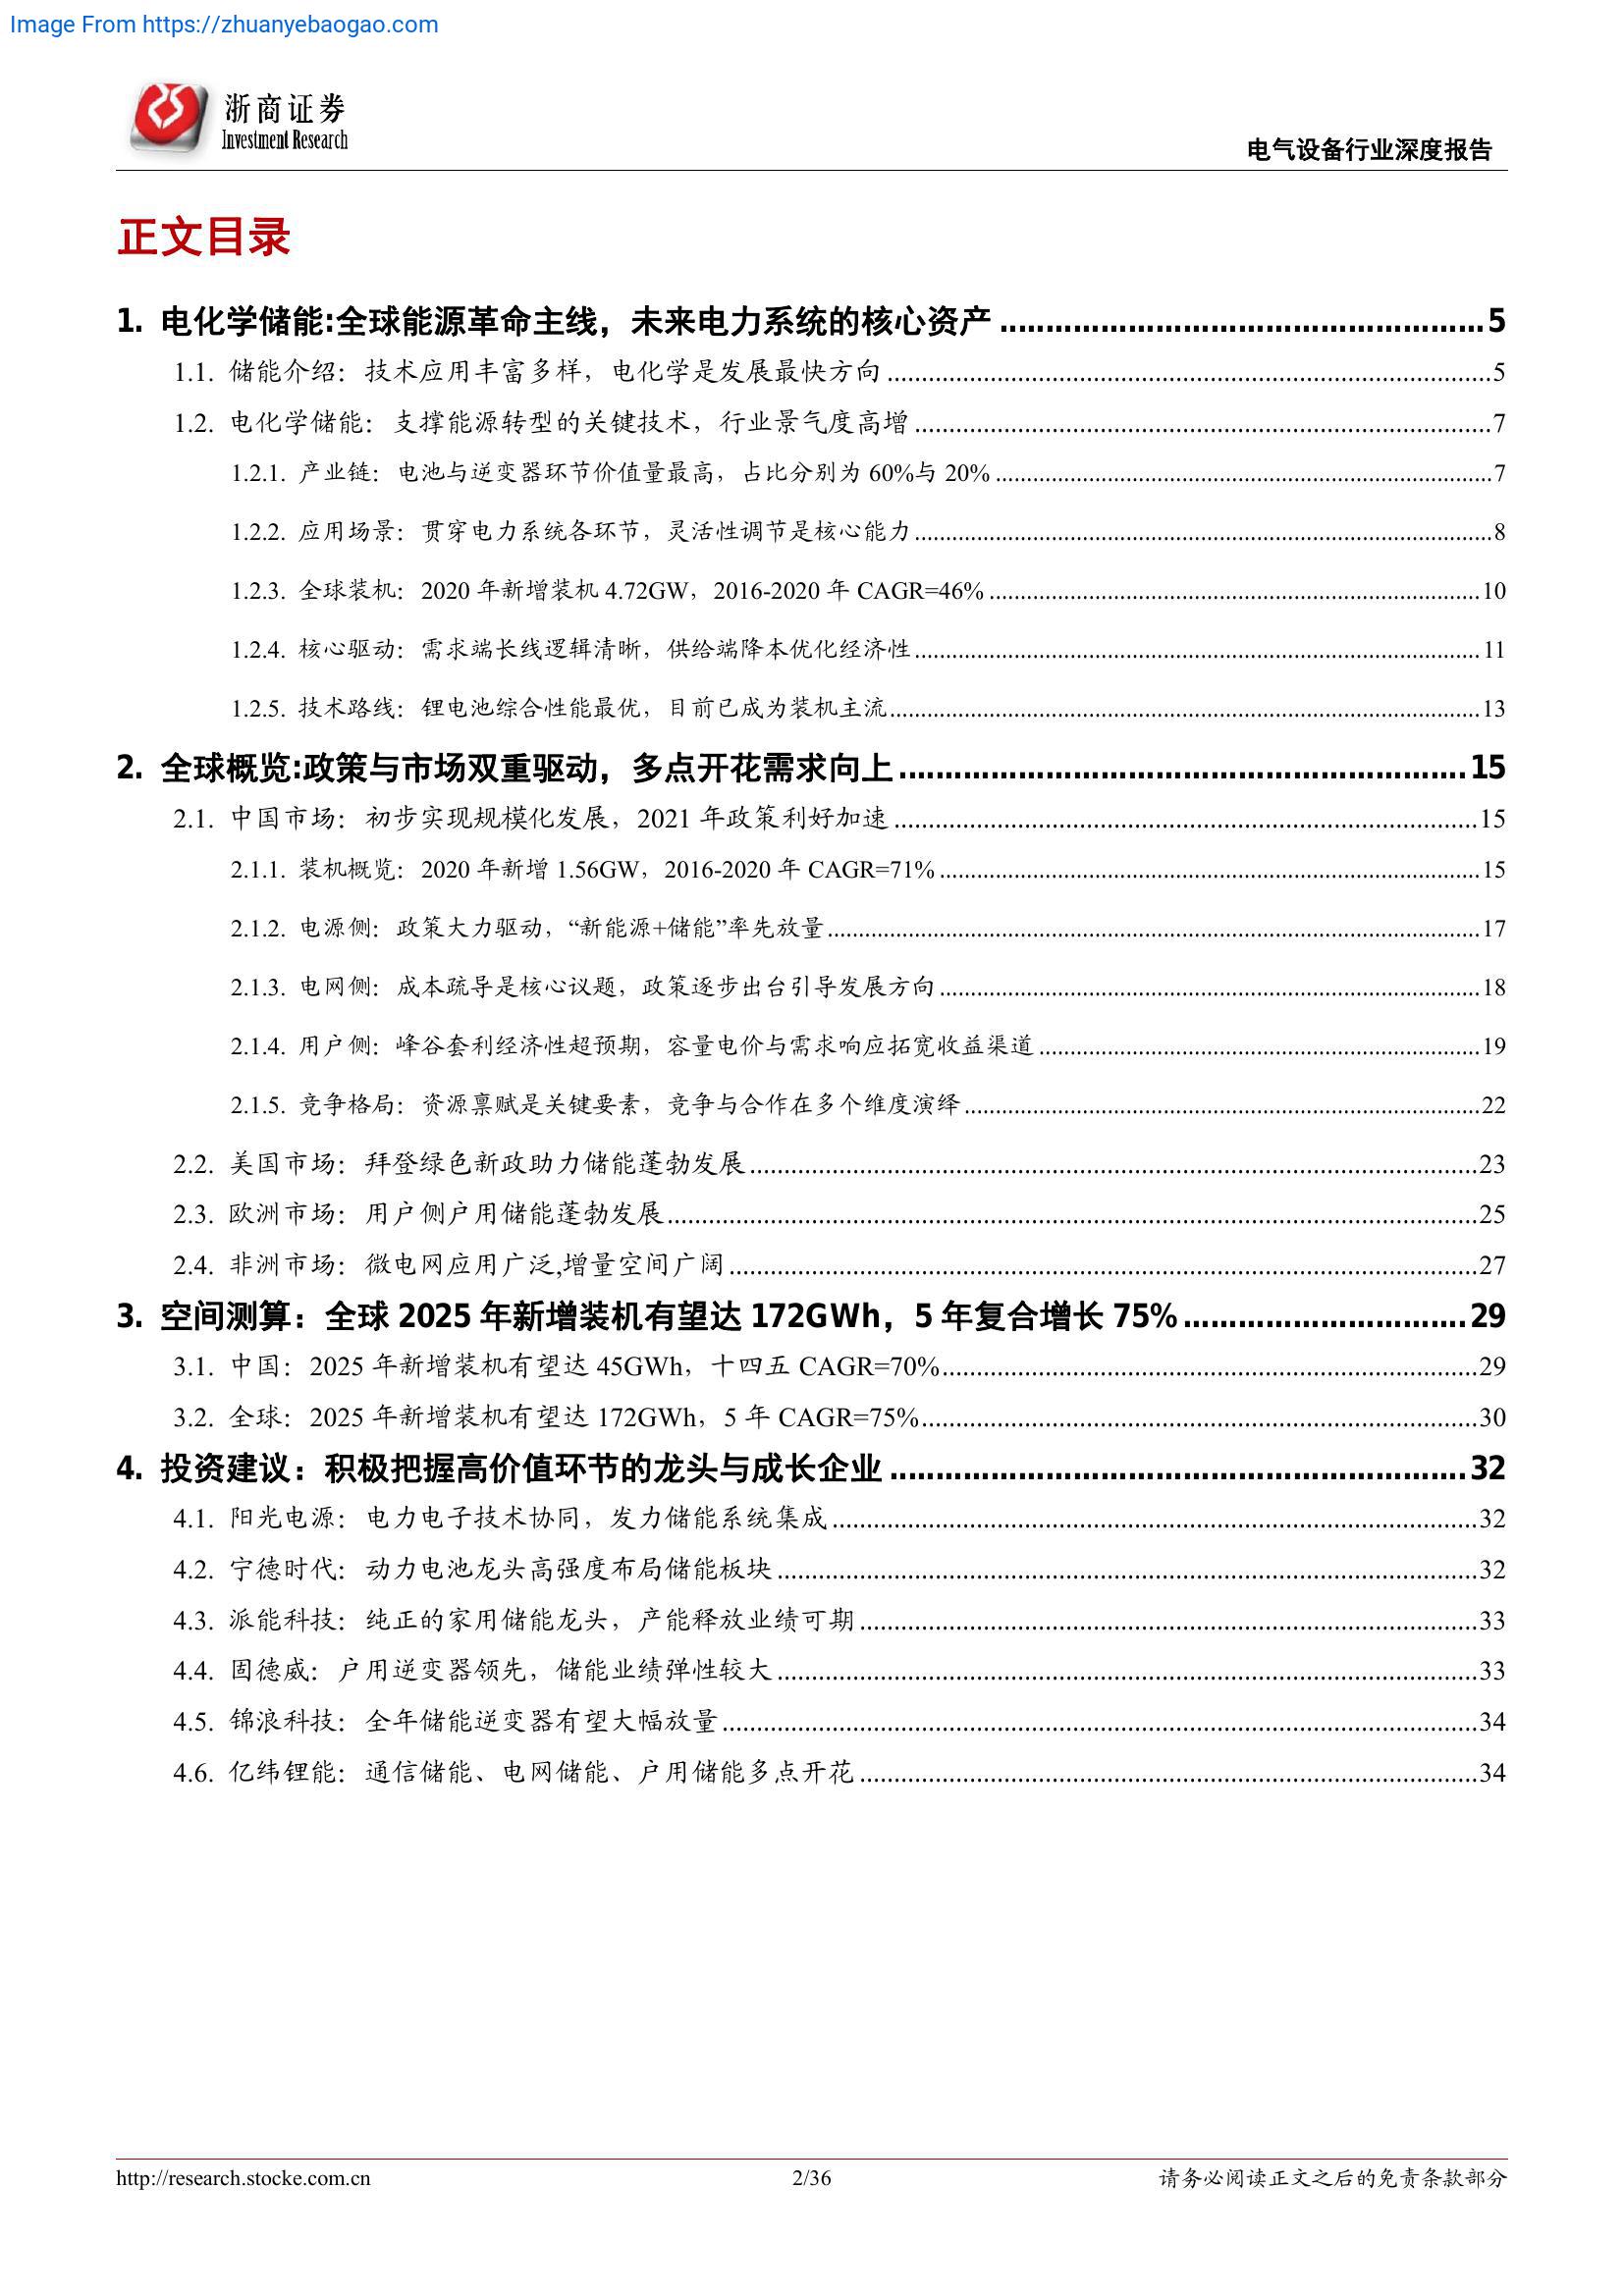 Image From https://zhuanyebaogao.com
浙商证券
Investment Research
电气设备行业深度报告
正文目录
1. 电化学储能:全球能源革命主线，未来电力系统的核心资产 ........ 5
1.1. 储能介绍：技术应用丰富多样，电化学是发展最快方向 ........ 5
1.2. 电化学储能：支撑能源转型的关键技术，行业景气度高增 ........ 7
1.2.1. 产业链：电池与逆变器环节价值量最高，占比分别为 60%与 20% ........ 7
1.2.2. 应用场景：贯穿电力系统各环节，灵活性调节是核心能力 ........ 8
1.2.3. 全球装机：2020 年新增装机 4.72GW，2016-2020 年 CAGR=46% ........ 10
1.2.4. 核心驱动：需求端长线逻辑清晰，供给端降本优化经济性 ........ 11
1.2.5. 技术路线：锂电池综合性能最优，目前已成为装机主流 ........ 13
2. 全球概览:政策与市场双重驱动，多点开花需求向上 ........ 15
2.1. 中国市场：初步实现规模化发展，2021 年政策利好加速 ........ 15
2.1.1. 装机概览：2020 年新增 1.56GW，2016-2020 年 CAGR=71% ........ 15
2.1.2. 电源侧：政策大力驱动，“新能源+储能”率先放量 ........ 17
2.1.3. 电网侧：成本疏导是核心议题，政策逐步出台引导发展方向 ........ 18
2.1.4. 用户侧：峰谷套利经济性超预期，容量电价与需求响应拓宽收益渠道 ........ 19
2.1.5. 竞争格局：资源禀赋是关键要素，竞争与合作在多个维度演绎 ........ 22
2.2. 美国市场：拜登绿色新政助力储能蓬勃发展 ........ 23
2.3. 欧洲市场：用户侧户用储能蓬勃发展 ........ 25
2.4. 非洲市场：微电网应用广泛,增量空间广阔 ........ 27
3. 空间测算：全球 2025 年新增装机有望达 172GWh，5 年复合增长 75% ........ 29
3.1. 中国：2025 年新增装机有望达 45GWh，十四五 CAGR=70% ........ 29
3.2. 全球：2025 年新增装机有望达 172GWh，5 年 CAGR=75% ........ 30
4. 投资建议：积极把握高价值环节的龙头与成长企业 ........ 32
4.1. 阳光电源：电力电子技术协同，发力储能系统集成 ........ 32
4.2. 宁德时代：动力电池龙头高强度布局储能板块 ........ 32
4.3. 派能科技：纯正的家用储能龙头，产能释放业绩可期 ........ 33
4.4. 固德威：户用逆变器领先，储能业绩弹性较大 ........ 33
4.5. 锦浪科技：全年储能逆变器有望大幅放量 ........ 34
4.6. 亿纬锂能：通信储能、电网储能、户用储能多点开花 ........ 34
http://research.stocke.com.cn
2/36
请务必阅读正文之后的免责条款部分